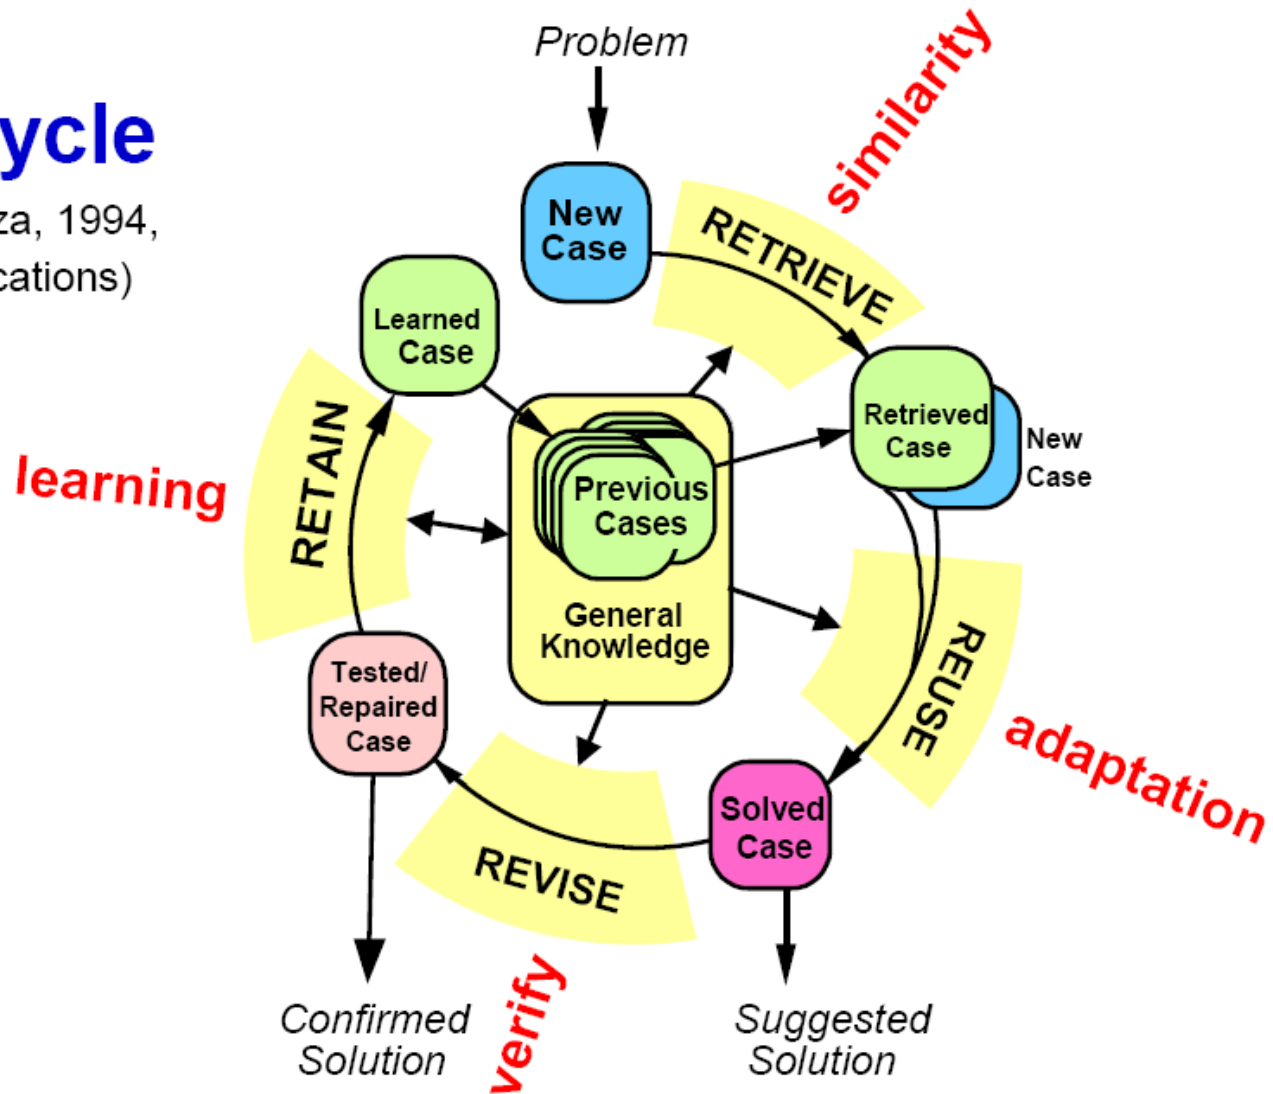 ycle
za, 1994,
cations)
Problem
similarity
New
Case
RETRIEVE
Learned
Case
Retrieved
Case
New
Case
RETAIN
learning
Previous
Cases
General
Knowledge
REUSE
adaptation
Tested/
Repaired
Case
Solved
Case
REVISE
verify
Confirmed
Solution
Suggested
Solution